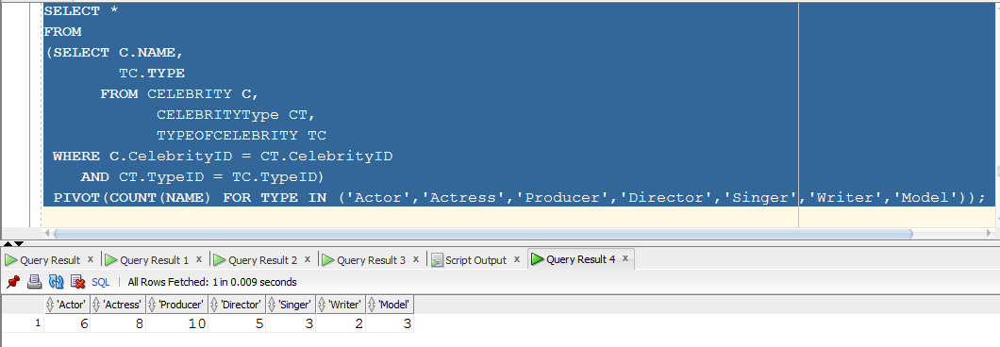 SELECT *
FROM
(SELECT C.NAME,
TC.TYPE
FROM CELEBRITY C,
CELEBRITYType CT,
TYPEOFCELEBRITY TC
WHERE C.CelebrityID = CT.CelebrityID
AND CT.TypeID = TC.TypeID)
PIVOT(COUNT(NAME) FOR TYPE IN ('Actor','Actress','Producer','Director','Singer','Writer','Model'));
Query Result x Query Result 1 x Query Result 2 x Query Result 3 x Script Output x Query Result 4 x
SQL | All Rows Fetched: 1 in 0.009 seconds
'Actor' 'Actress' 'Producer' 'Director' 'Singer' 'Writer' 'Model'
1 6 8 10 5 3 2 3